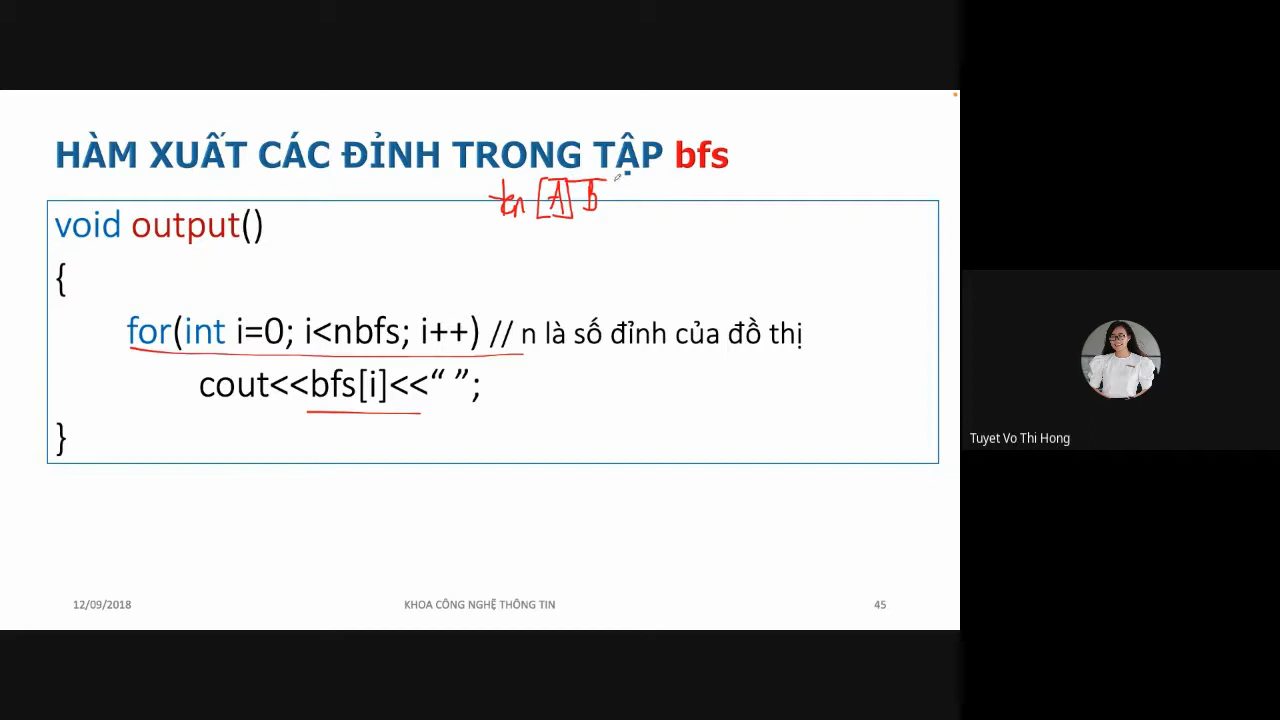 HÀM XUẤT CÁC ĐỈNH TRONG TẬP bfs
ten A B
void output()
{
for(int i=0; i<nbfs; i++) // n là số đỉnh của đồ thị
cout<<bfs[i]<<“ ”;
}
12/09/2018
KHOA CÔNG NGHỆ THÔNG TIN
45
Tuyet Vo Thi Hong